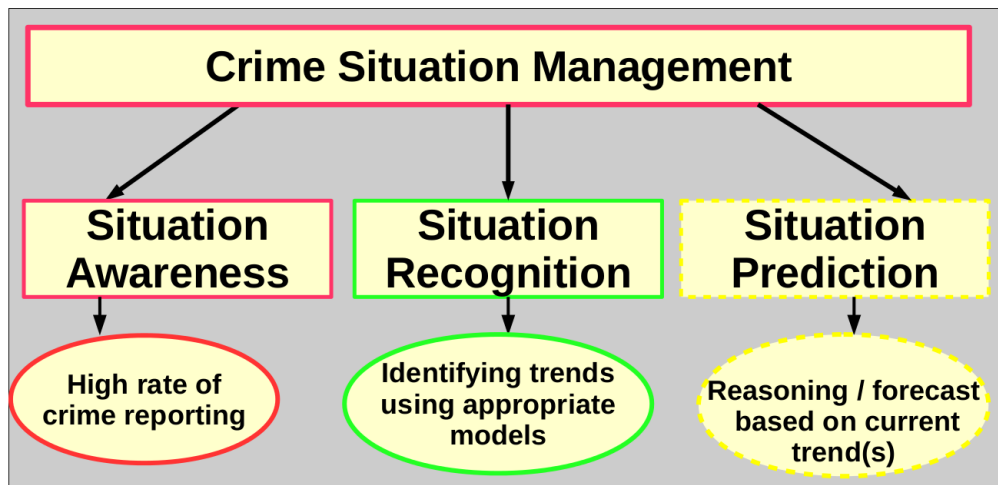 Crime Situation Management
Situation
Awareness
Situation
Recognition
Situation
Prediction
High rate of
crime reporting
Identifying trends
using appropriate
models
Reasoning / forecast
based on current
trend(s)